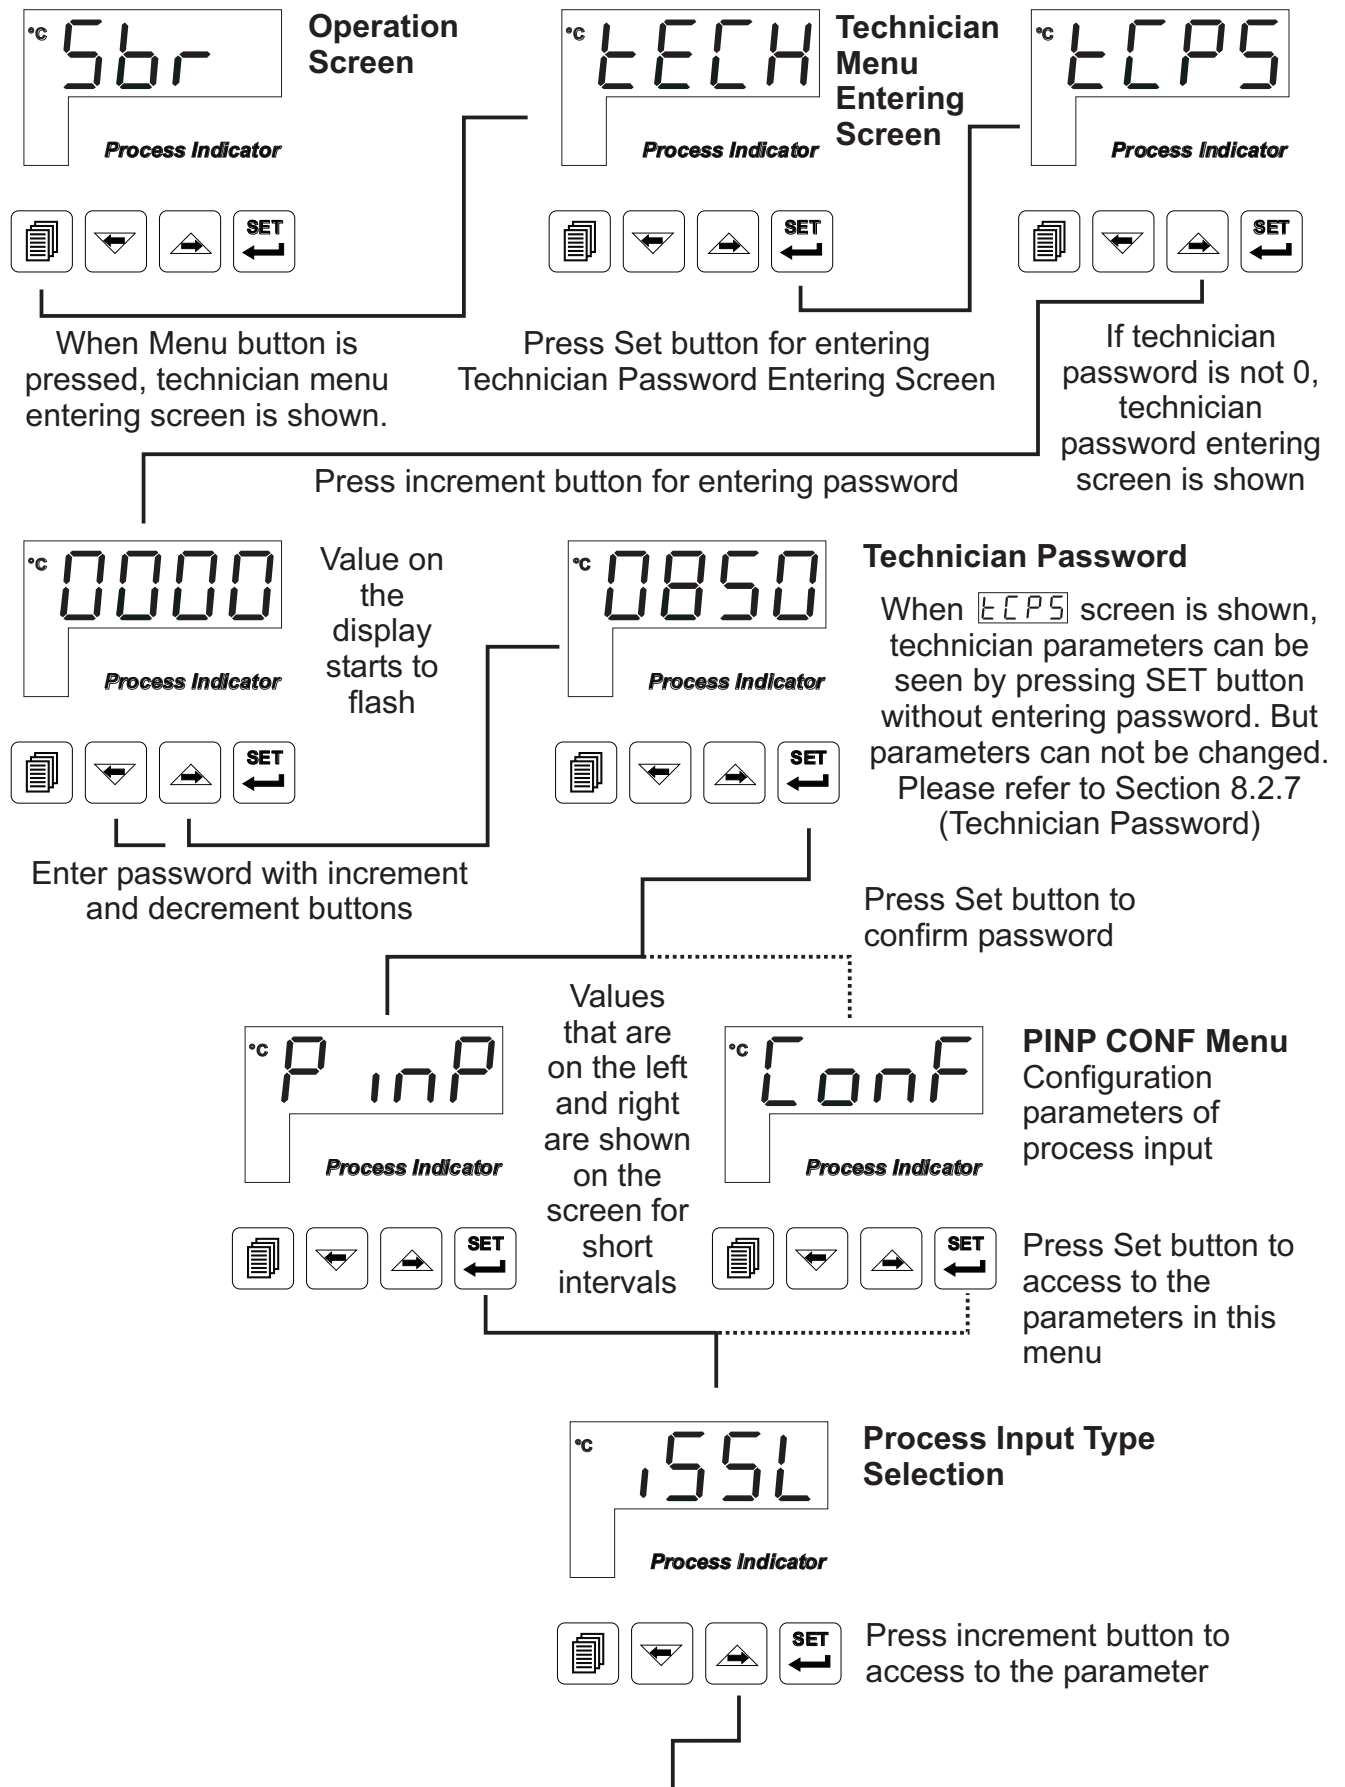 °C Sbr
Operation
Screen
Process Indicator
SET
°C tECH
Technician
Menu
Entering
Screen
Process Indicator
SET
°C tCPS
Process Indicator
SET
When Menu button is
pressed, technician menu
entering screen is shown.
Press Set button for entering
Technician Password Entering Screen
If technician
password is not 0,
technician
password entering
screen is shown
Press increment button for entering password
°C 0000
Process Indicator
SET
Value on
the
display
starts to
flash
°C 0850
Process Indicator
SET
Technician Password
When tCPS screen is shown,
technician parameters can be
seen by pressing SET button
without entering password. But
parameters can not be changed.
Please refer to Section 8.2.7
(Technician Password)
Enter password with increment
and decrement buttons
Press Set button to
confirm password
°C P inP
Process Indicator
SET
Values
that are
on the left
and right
are shown
on the
screen for
short
intervals
°C ConF
Process Indicator
SET
PINP CONF Menu
Configuration
parameters of
process input
Press Set button to
access to the
parameters in this
menu
°C iSSL
Process Indicator
SET
Process Input Type
Selection
Press increment button to
access to the parameter